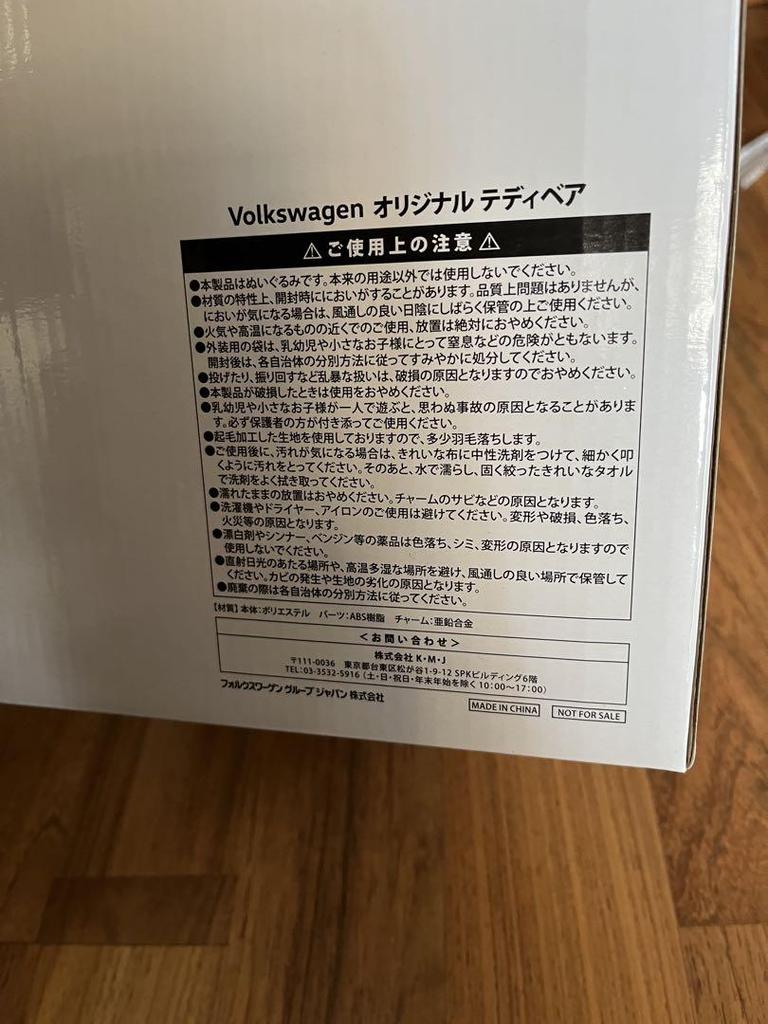 Volkswagen オリジナル テディベア
⚠ご使用上の注意⚠
●本製品はぬいぐるみです。本来の用途以外では使用しないでください。
●材質の特性上、開封時ににおいがすることがあります。品質上問題はありませんが、
においが気になる場合は、風通しの良い日陰にしばらく保管の上ご使用ください。
●火気や高温になるものの近くでのご使用、放置は絶対におやめください。
●外装用の袋は、乳幼児や小さなお子様にとって窒息などの危険がともないます。
開封後は、各自治体の分別方法に従ってすみやかに処分してください。
●投げたり、振り回すなど乱暴な扱いは、破損の原因となりますのでおやめください。
●本製品が破損したときは使用をおやめください。
●乳幼児や小さなお子様が一人で遊ぶと、思わぬ事故の原因となることがありま
す。必ず保護者の方が付き添ってご使用ください。
●起毛加工した生地を使用しておりますので、多少羽毛落ちします。
●ご使用後に、汚れが気になる場合は、きれいな布に中性洗剤をつけて、細かく叩
くように汚れをとってください。そのあと、水で濡らし、固く絞ったきれいなタオル
で洗剤をよく拭き取ってください。
●濡れたままの放置はおやめください。チャームのサビなどの原因となります。
●洗濯機やドライヤー、アイロンのご使用は避けてください。変形や破損、色落ち、
火災等の原因となります。
●漂白剤やシンナー、ベンジン等の薬品は色落ち、シミ、変形の原因となりますので
使用しないでください。
●直射日光のあたる場所や、高温多湿な場所を避け、風通しの良い場所で保管して
ください。カビの発生や生地の劣化の原因となります。
●廃棄の際は各自治体の分別方法に従ってください。
【材質】本体:ポリエステル パーツ:ABS樹脂 チャーム:亜鉛合金
<お問い合わせ>
株式会社 K・M・J
〒111-0036 東京都台東区松が谷1-9-12 SPKビルディング6階
TEL:03-3532-5916 (土・日・祝日・年末年始を除く 10:00～17:00)
フォルクスワーゲン グループ ジャパン 株式会社
MADE IN CHINA
NOT FOR SALE